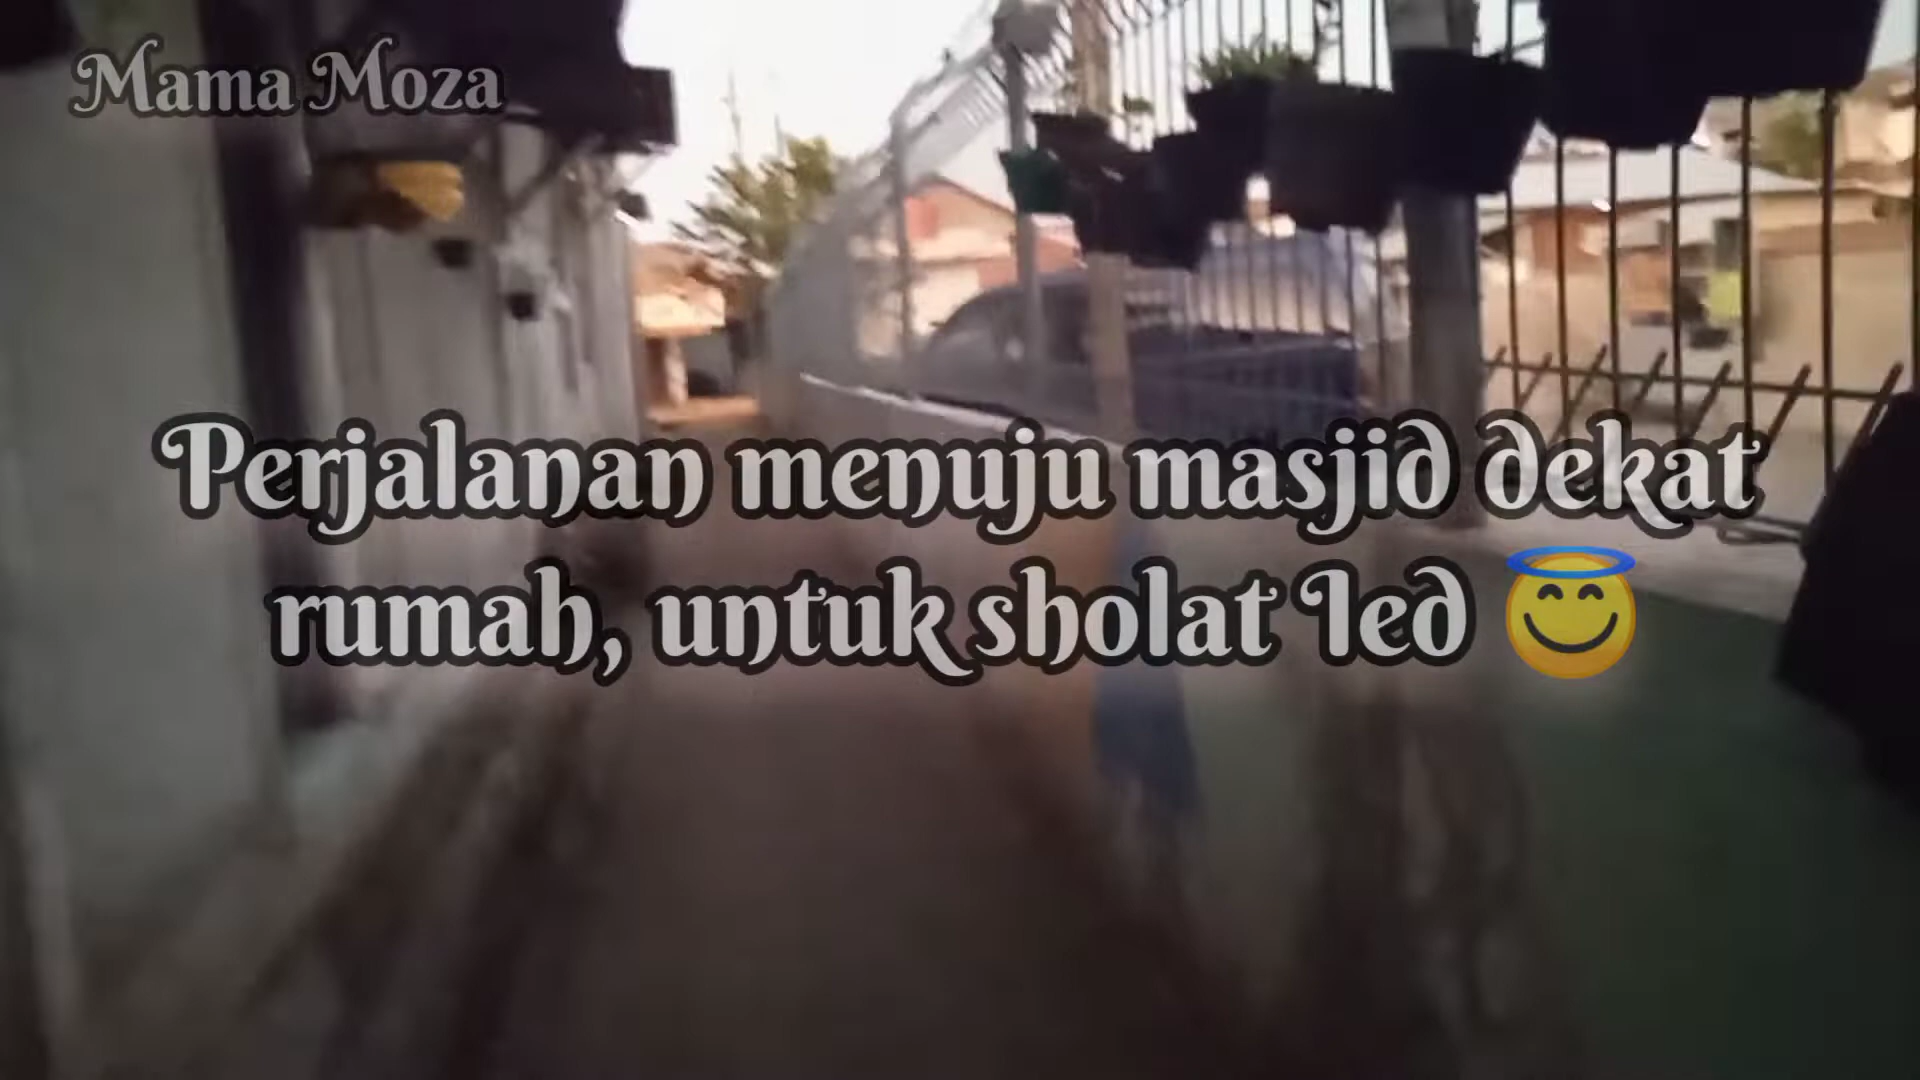 Mama Moza
Perjalanan menuju masjid dekat
rumah, untuk sholat Ied 😇